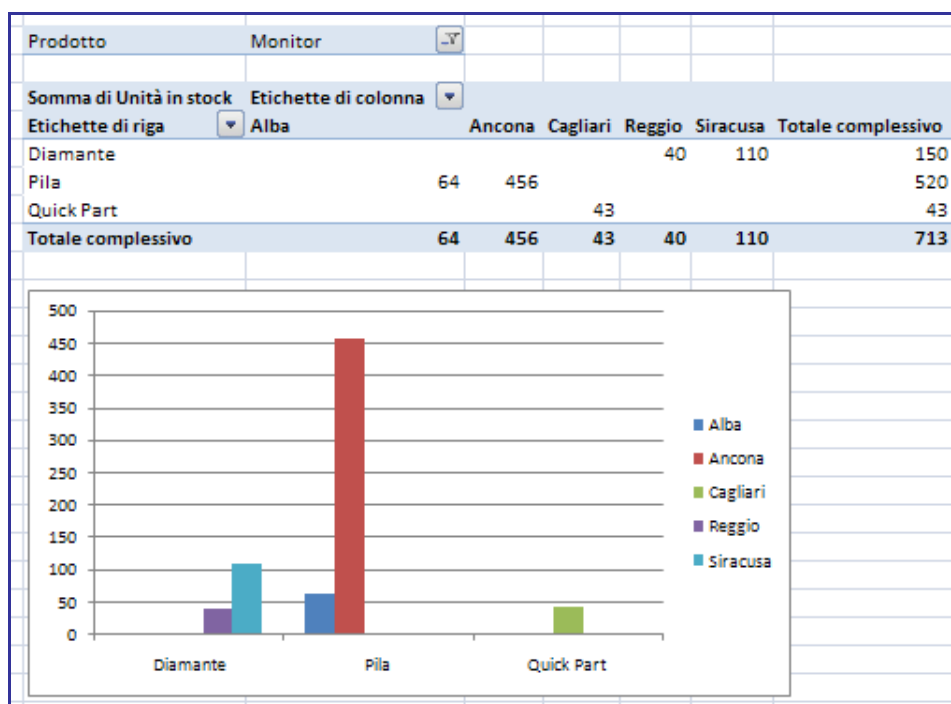 Prodotto Monitor
Somma di Unità in stock Etichette di colonna
Etichette di riga Alba Ancona Cagliari Reggio Siracusa Totale complessivo
Diamante 40 110 150
Pila 64 456 520
Quick Part 43 43
Totale complessivo 64 456 43 40 110 713
500
450
400
350
300
250
200
150
100
50
0
Diamante Pila Quick Part
Alba
Ancona
Cagliari
Reggio
Siracusa